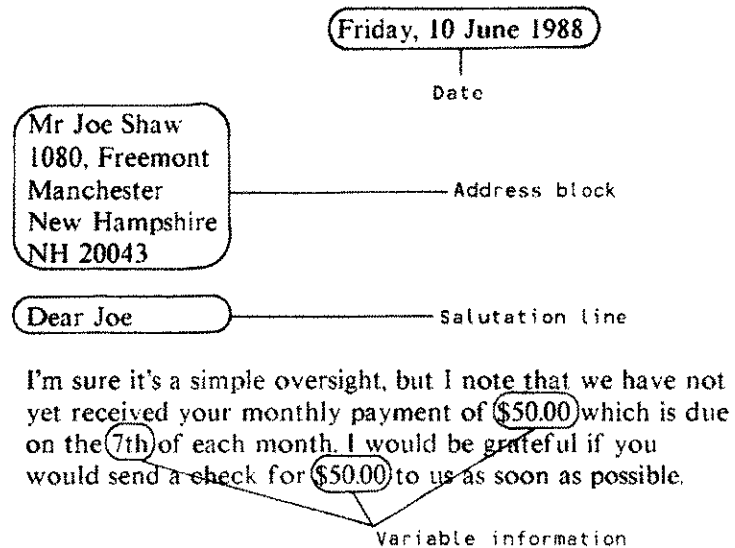 Friday, 10 June 1988
Date
Mr Joe Shaw
1080, Freemont
Manchester
New Hampshire
NH 20043
Address block
Dear Joe
Salutation line
I'm sure it's a simple oversight, but I note that we have not
yet received your monthly payment of $50.00 which is due
on the 7th of each month. I would be grateful if you
would send a check for $50.00 to us as soon as possible.
Variable information